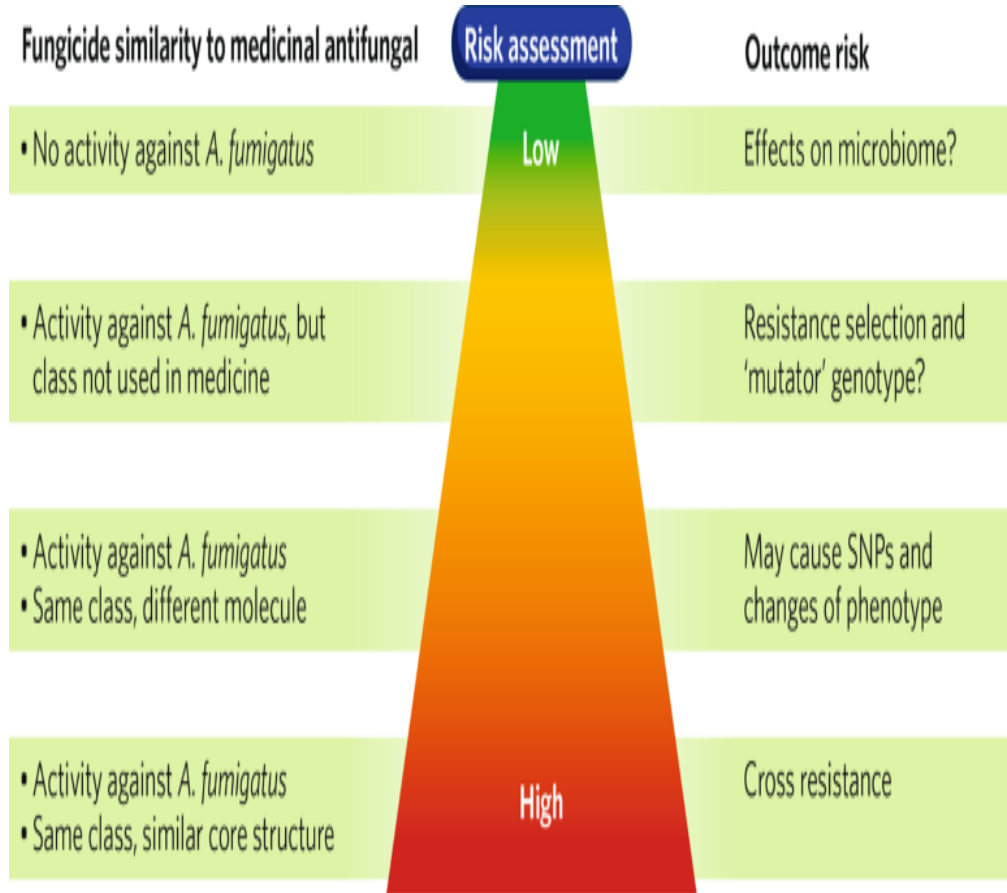 Fungicide similarity to medicinal antifungal
Risk assessment
Outcome risk
• No activity against A. fumigatus
Low
Effects on microbiome?
• Activity against A. fumigatus, but
class not used in medicine
Resistance selection and
‘mutator’ genotype?
• Activity against A. fumigatus
• Same class, different molecule
May cause SNPs and
changes of phenotype
• Activity against A. fumigatus
• Same class, similar core structure
High
Cross resistance